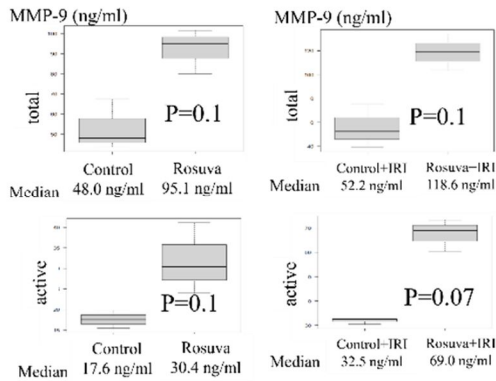 MMP-9 (ng/ml)
total
P=0.1
Control Rosuva
Median 48.0 ng/ml 95.1 ng/ml
MMP-9 (ng/ml)
total
P=0.1
Control+IRI Rosuva+IRI
Median 52.2 ng/ml 118.6 ng/ml
active
P=0.1
Control Rosuva
Median 17.6 ng/ml 30.4 ng/ml
active
P=0.07
Control+IRI Rosuva+IRI
Median 32.5 ng/ml 69.0 ng/ml